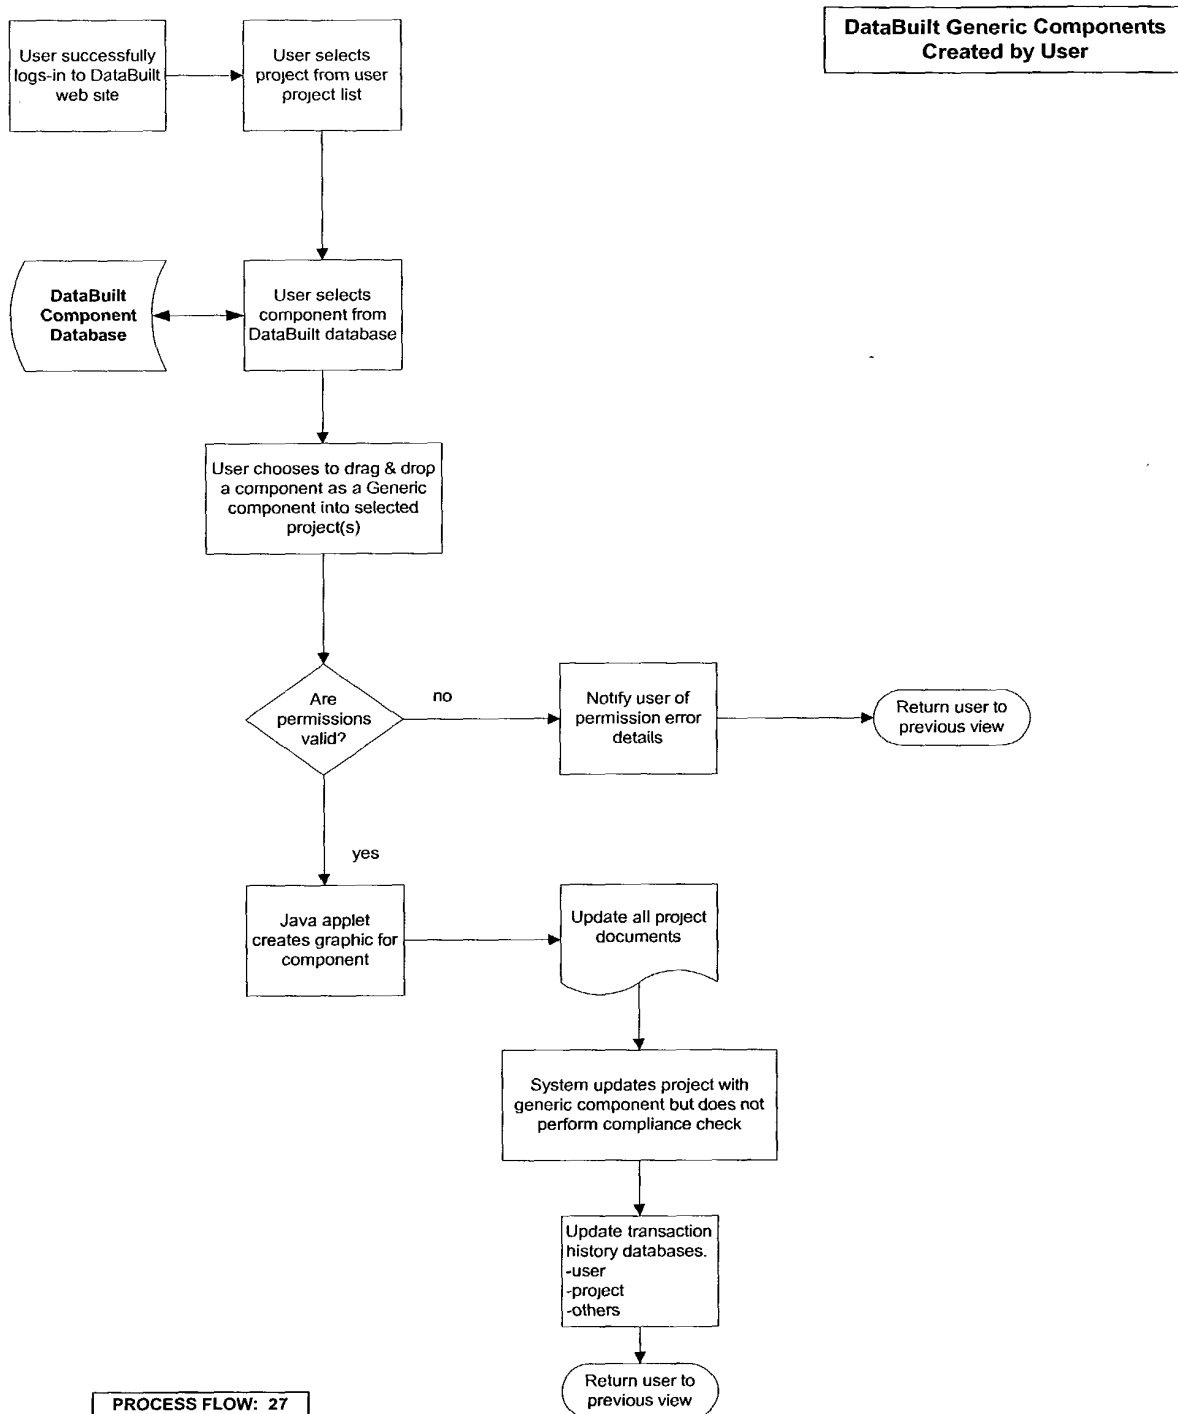 DataBuilt Generic Components
Created by User
User successfully
logs-in to DataBuilt
web site
User selects
project from user
project list
DataBuilt
Component
Database
User selects
component from
DataBuilt database
User chooses to drag & drop
a component as a Generic
component into selected
project(s)
Are
permissions
valid?
no
Notify user of
permission error
details
Return user to
previous view
yes
Java applet
creates graphic for
component
Update all project
documents
System updates project with
generic component but does not
perform compliance check
Update transaction
history databases.
-user
-project
-others
Return user to
previous view
PROCESS FLOW: 27